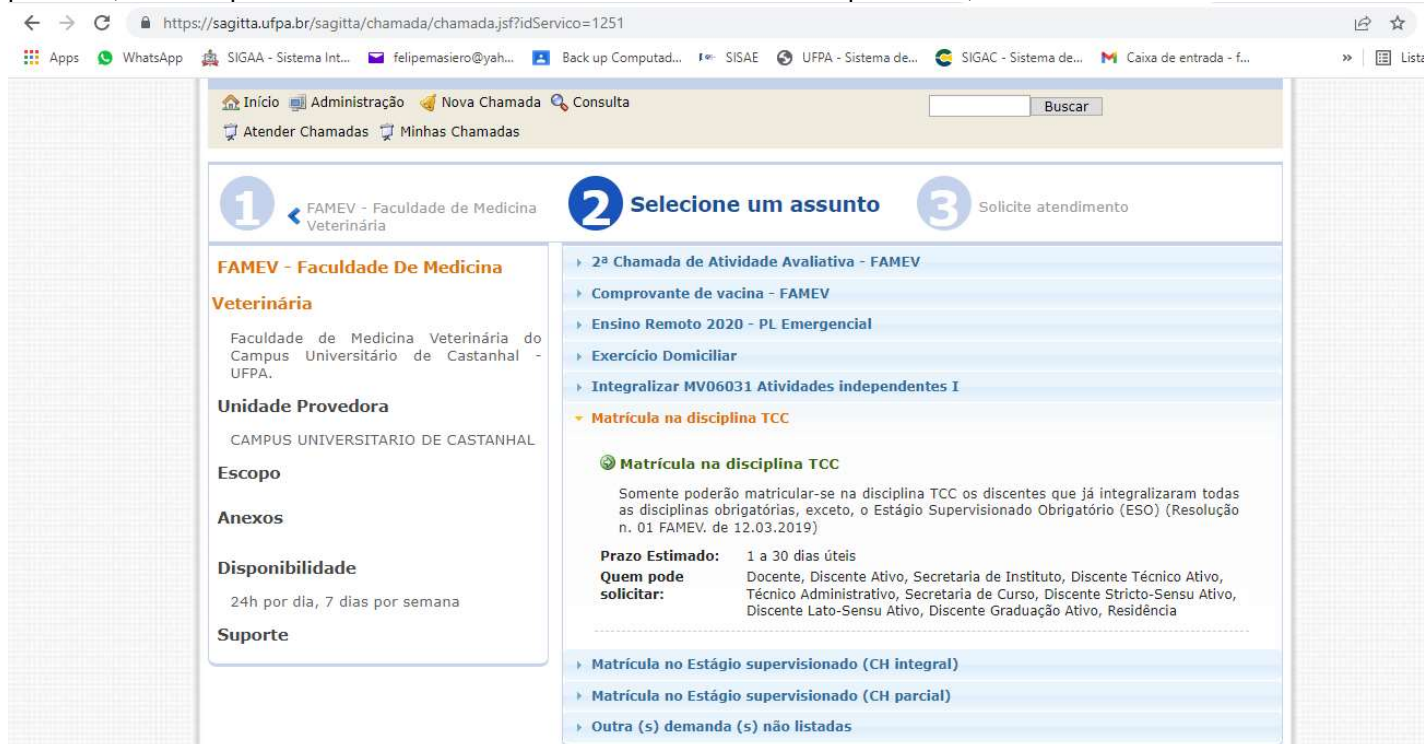 https://sagitta.ufpa.br/sagitta/chamada/chamada.jsf?idServico=1251
Apps WhatsApp SIGAA - Sistema Int... felipemasiero@yah... Back up Computad... SISAE UFPA - Sistema de... SIGAC - Sistema de... Caixa de entrada - f... » Lista
Início Administração Nova Chamada Consulta Buscar
Atender Chamadas Minhas Chamadas
1 FAMEV - Faculdade de Medicina
Veterinária
2 Selecione um assunto
3 Solicite atendimento
FAMEV - Faculdade De Medicina
Veterinária
Faculdade de Medicina Veterinária do
Campus Universitário de Castanhal -
UFPA.
Unidade Provedora
CAMPUS UNIVERSITARIO DE CASTANHAL
Escopo
Anexos
Disponibilidade
24h por dia, 7 dias por semana
Suporte
2ª Chamada de Atividade Avaliativa - FAMEV
Comprovante de vacina - FAMEV
Ensino Remoto 2020 - PL Emergencial
Exercício Domiciliar
Integralizar MV06031 Atividades independentes I
Matrícula na disciplina TCC
Matrícula na disciplina TCC
Somente poderão matricular-se na disciplina TCC os discentes que já integralizaram todas
as disciplinas obrigatórias, exceto, o Estágio Supervisionado Obrigatório (ESO) (Resolução
n. 01 FAMEV. de 12.03.2019)
Prazo Estimado: 1 a 30 dias úteis
Quem pode solicitar: Docente, Discente Ativo, Secretaria de Instituto, Discente Técnico Ativo,
Técnico Administrativo, Secretaria de Curso, Discente Stricto-Sensu Ativo,
Discente Lato-Sensu Ativo, Discente Graduação Ativo, Residência
Matrícula no Estágio supervisionado (CH integral)
Matrícula no Estágio supervisionado (CH parcial)
Outra (s) demanda (s) não listadas